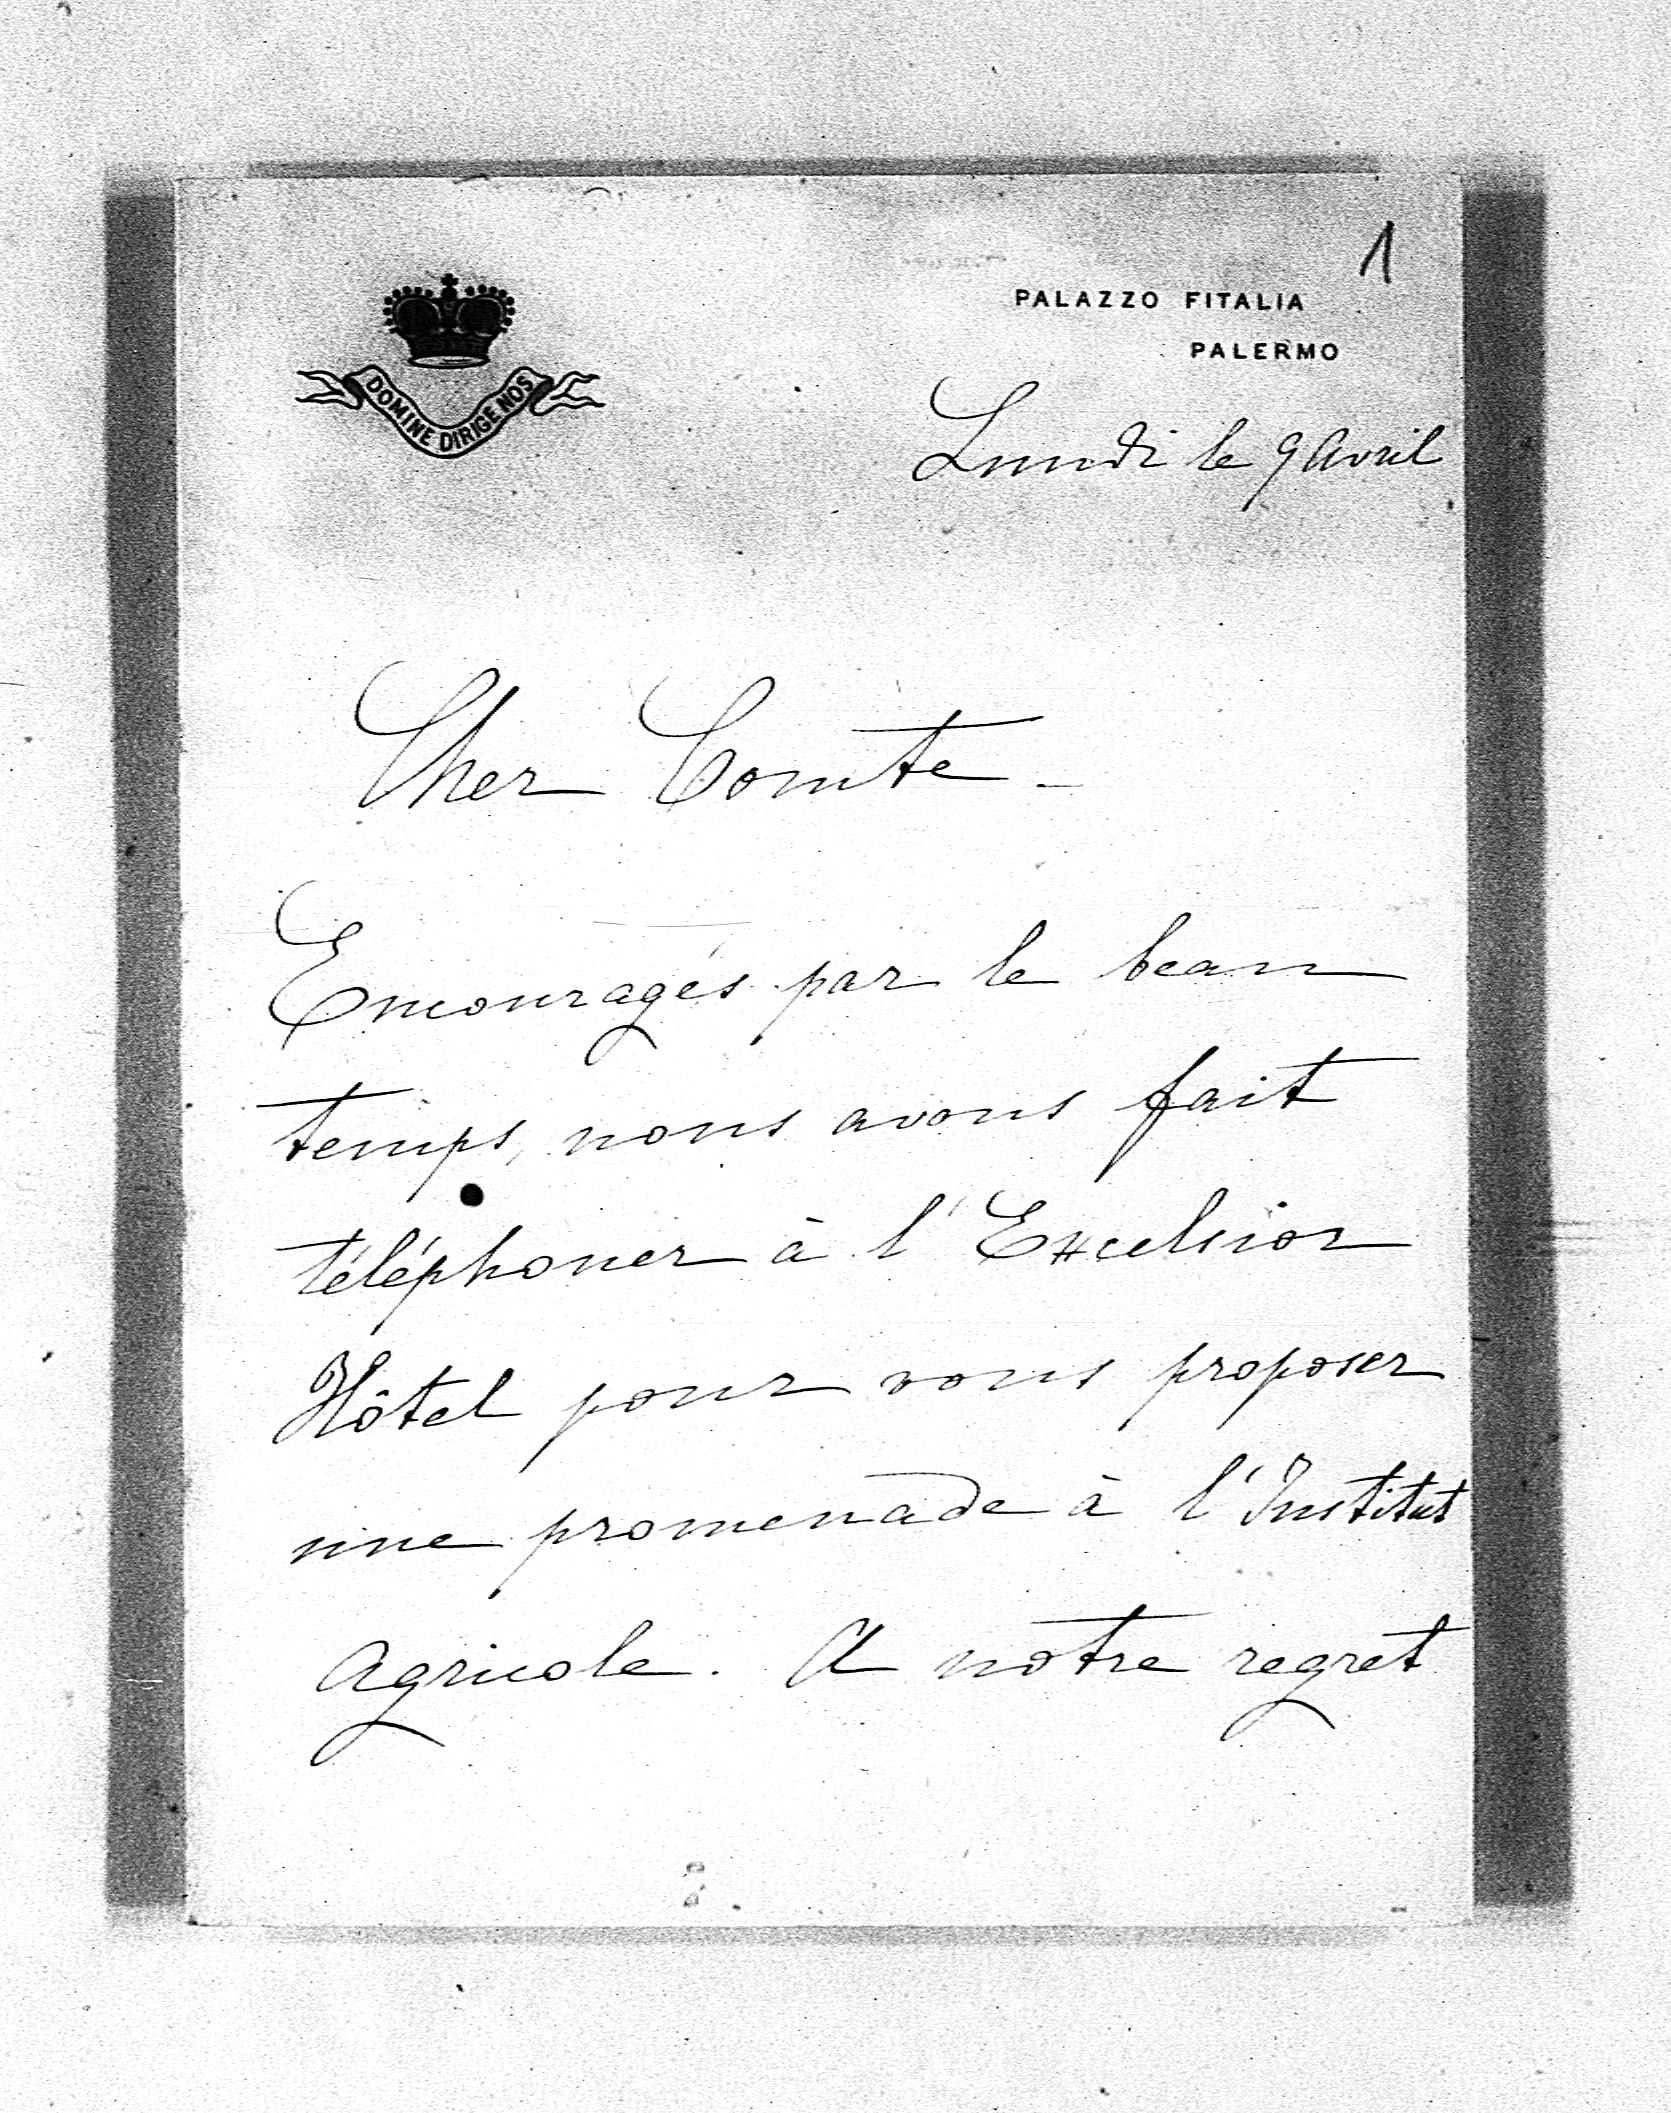 1
PALAZZO FITALIA
PALERMO
DOMINE DIRIGE NOS
Lundi le 9 Avril
Cher Comte -
Encouragés par le beau
temps, nous avons fait
téléphoner à l'Excelsior
Hôtel pour vous proposer
une promenade à l'Institut
Agricole. A notre regret